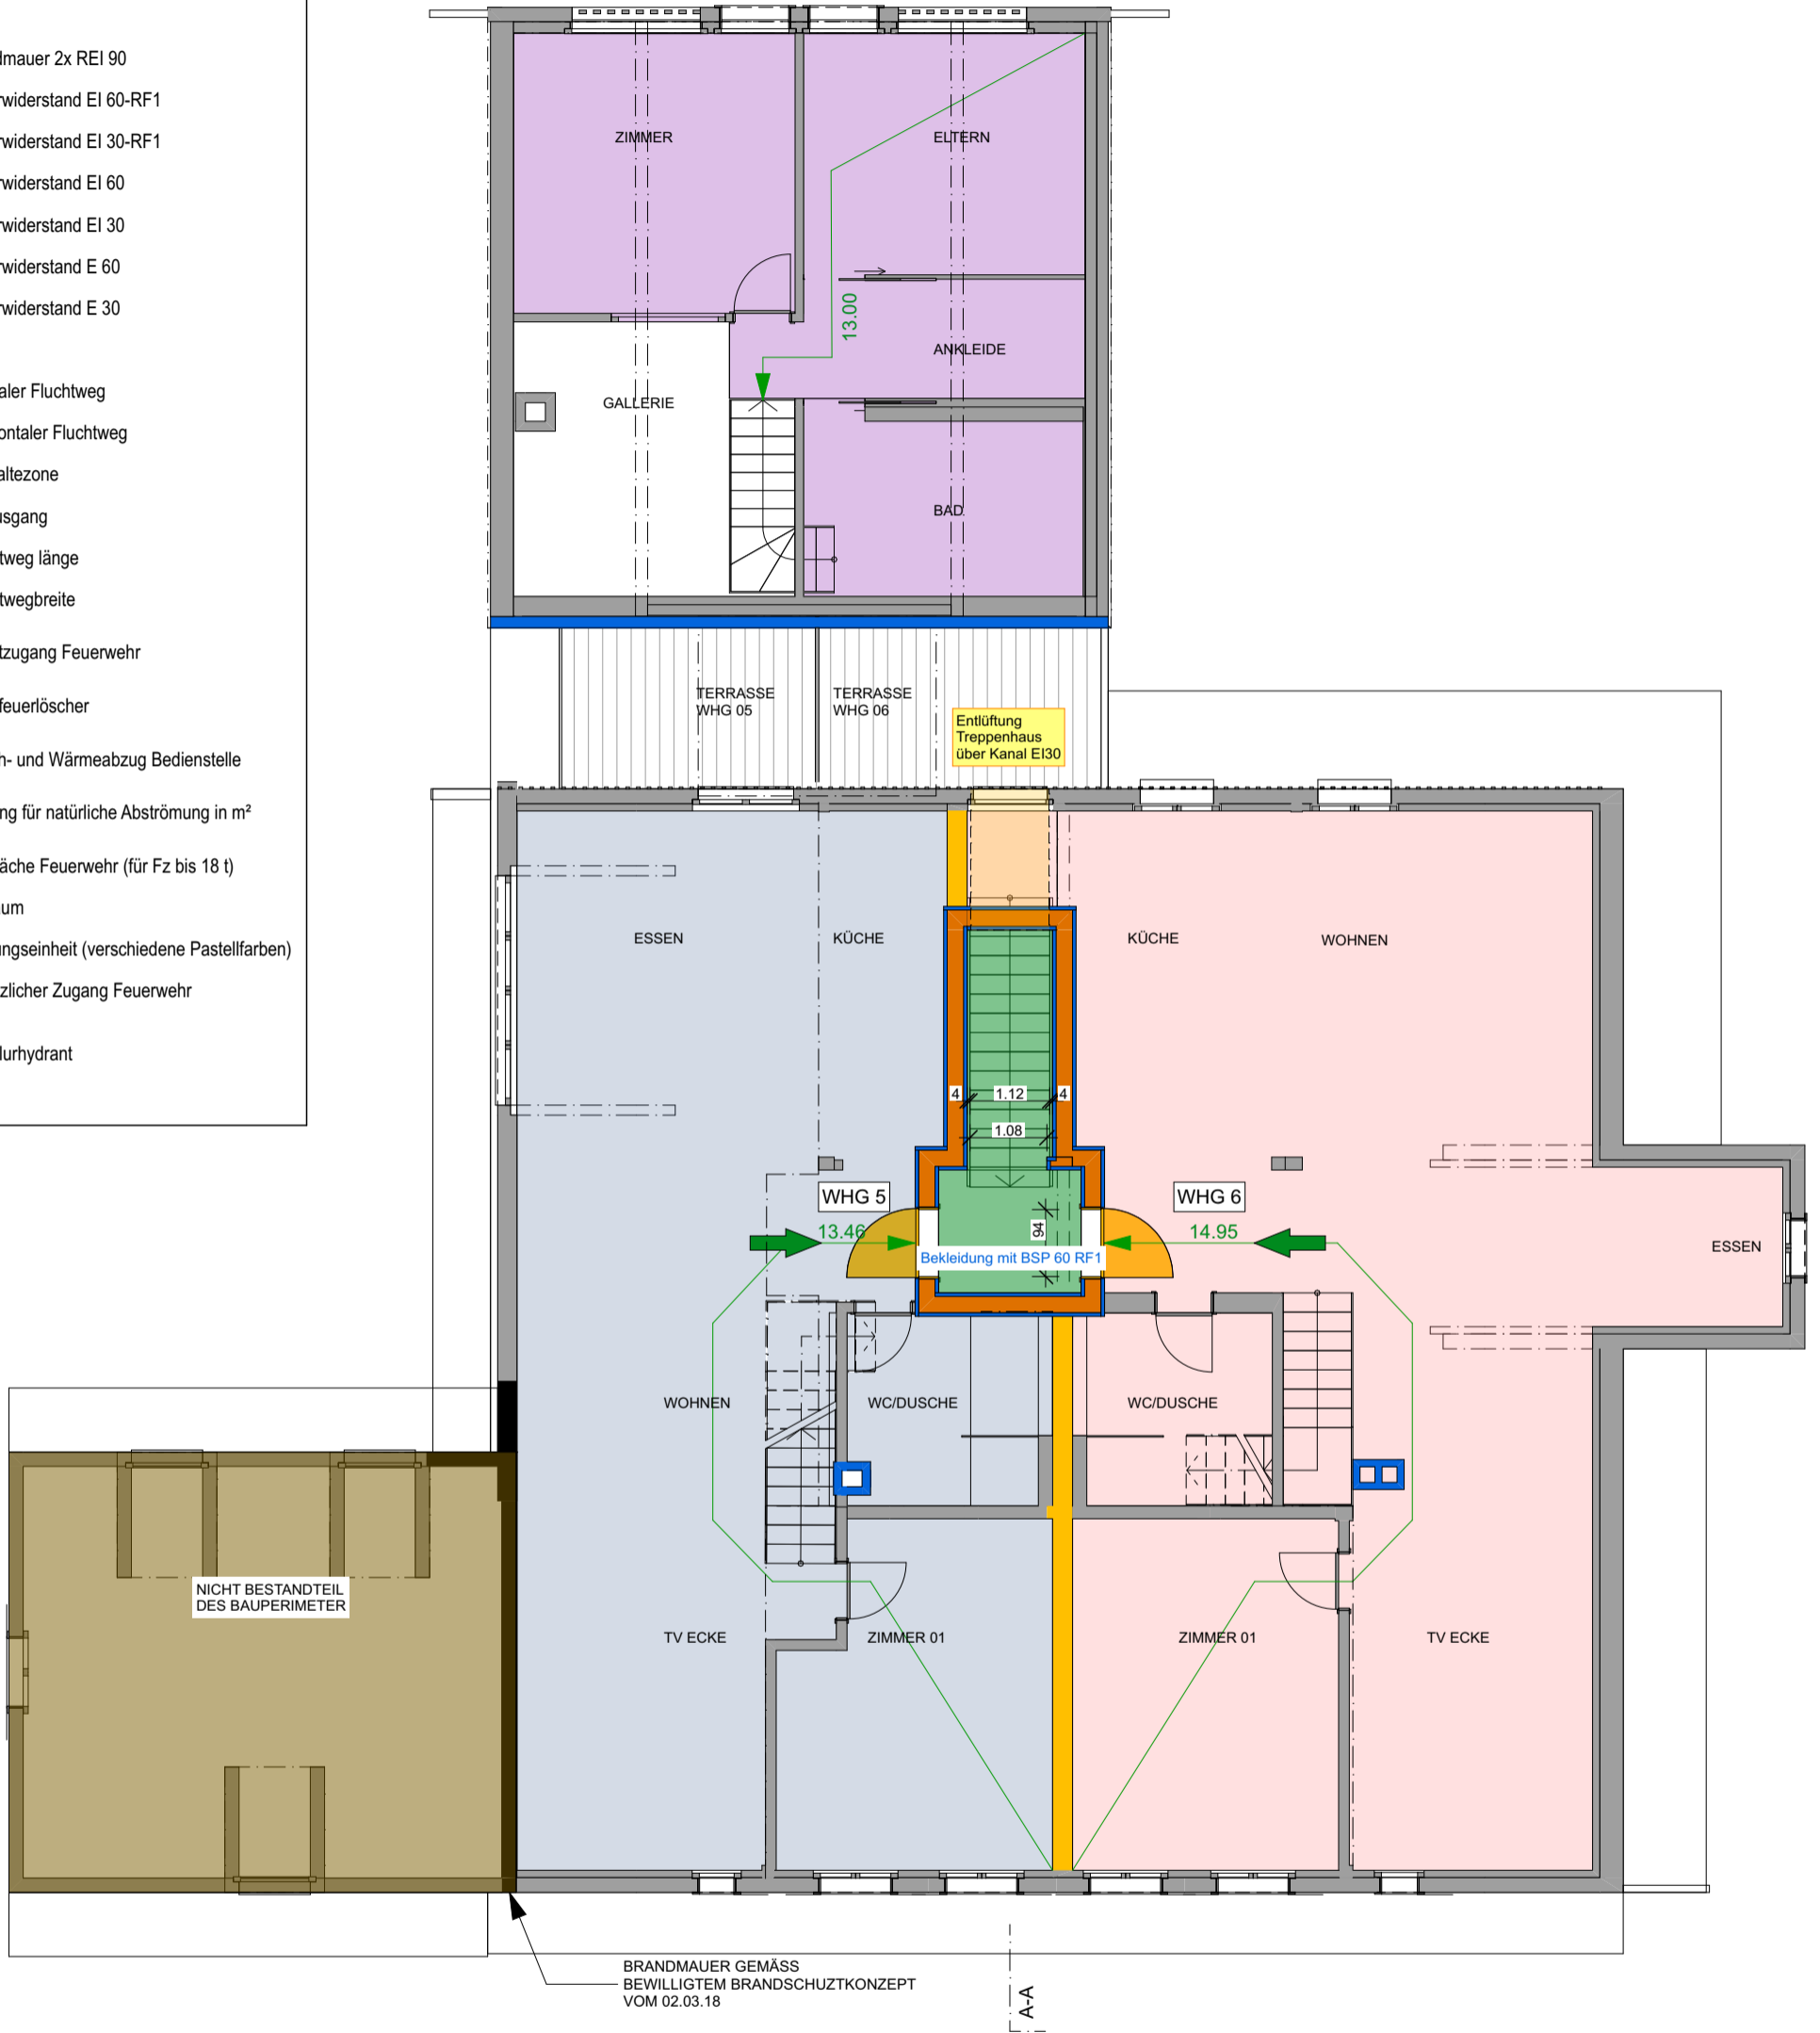 dmauer 2x REI 90
rwiderstand EI 60-RF1
rwiderstand EI 30-RF1
rwiderstand EI 60
rwiderstand EI 30
rwiderstand E 60
rwiderstand E 30
aler Fluchtweg
ontaler Fluchtweg
altezone
usgang
tweg länge
twegbreite
tzugang Feuerwehr
feuerlöscher
h- und Wärmeabzug Bedienstelle
ng für natürliche Abströmung in m²
äche Feuerwehr (für Fz bis 18 t)
um
ungseinheit (verschiedene Pastellfarben)
zlicher Zugang Feuerwehr
lurhydrant
ZIMMER
ELTERN
13.00
ANKLEIDE
GALLERIE
BAD
TERRASSE
WHG 05
TERRASSE
WHG 06
Entlüftung
Treppenhaus
über Kanal EI30
ESSEN
KÜCHE
KÜCHE
WOHNEN
4
1.12
4
1.08
WHG 5
WHG 6
13.46
94
14.95
Bekleidung mit BSP 60 RF1
ESSEN
WOHNEN
WC/DUSCHE
WC/DUSCHE
NICHT BESTANDTEIL
DES BAUPERIMETER
TV ECKE
ZIMMER 01
ZIMMER 01
TV ECKE
BRANDMAUER GEMÄSS
BEWILLIGTEM BRANDSCHUZTKONZEPT
VOM 02.03.18
A-A